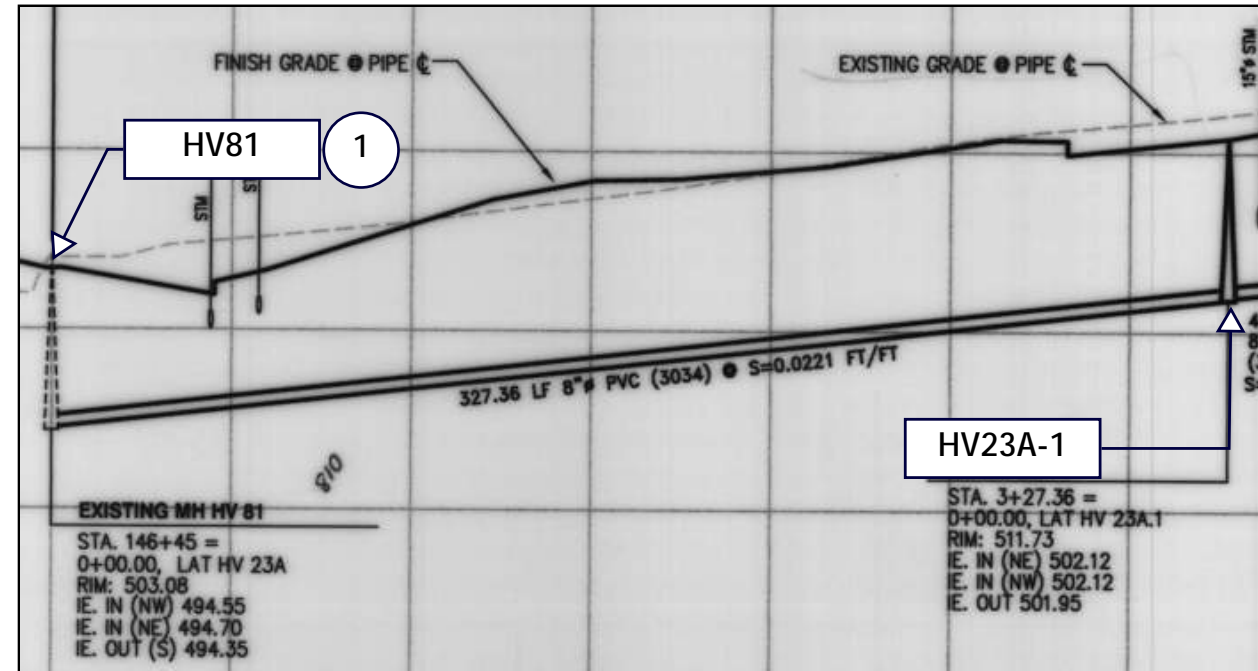 FINISH GRADE @ PIPE ℄
EXISTING GRADE @ PIPE ℄
15"ø STM
HV81
1
STM
327.36 LF 8"ø PVC (3034) @ S=0.0221 FT/FT
HV23A-1
EXISTING MH HV 81
STA. 146+45 =
0+00.00, LAT HV 23A
RIM: 503.08
IE. IN (NW) 494.55
IE. IN (NE) 494.70
IE. OUT (S) 494.35
STA. 3+27.36 =
0+00.00, LAT HV 23A.1
RIM: 511.73
IE. IN (NE) 502.12
IE. IN (NW) 502.12
IE. OUT 501.95